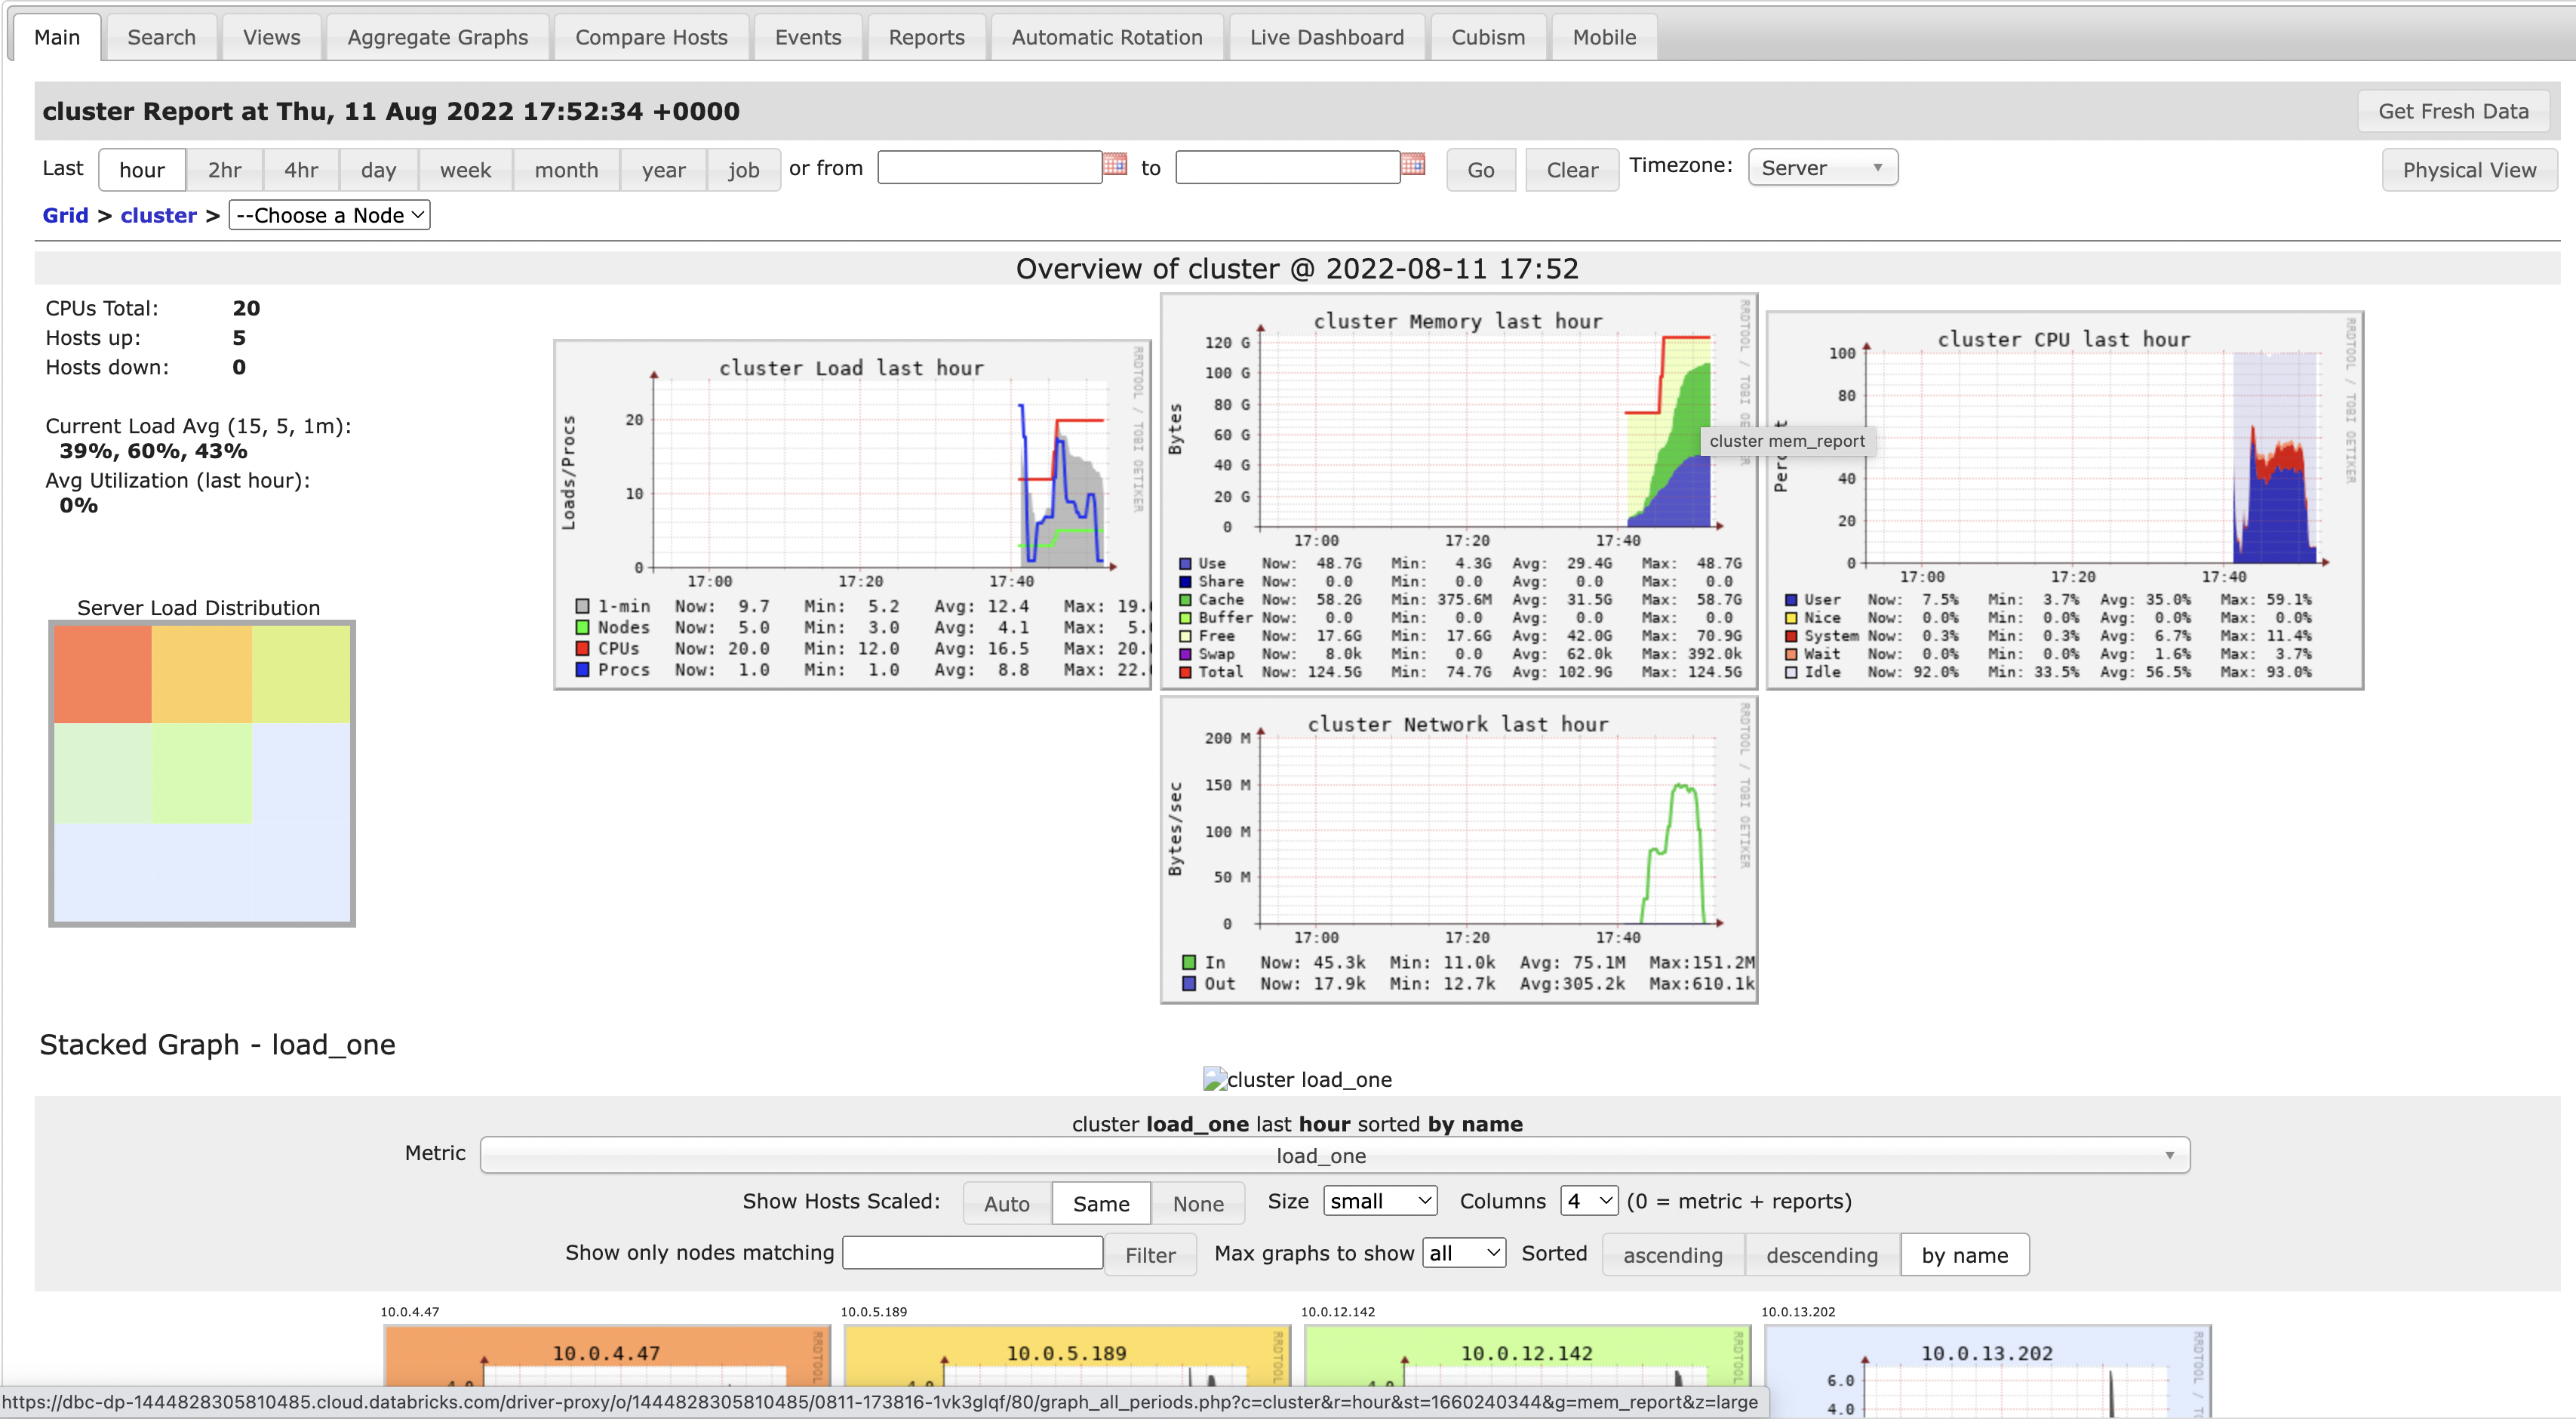 Main Search Views Aggregate Graphs Compare Hosts Events Reports Automatic Rotation Live Dashboard Cubism Mobile
cluster Report at Thu, 11 Aug 2022 17:52:34 +0000
Get Fresh Data
Last hour 2hr 4hr day week month year job or from to Go Clear Timezone: Server
Physical View
Grid > cluster > --Choose a Node
Overview of cluster @ 2022-08-11 17:52
CPUs Total: 20
Hosts up: 5
Hosts down: 0
Current Load Avg (15, 5, 1m):
39%, 60%, 43%
Avg Utilization (last hour):
0%
Server Load Distribution
cluster Load last hour
RRDTOOL / TOBI OETIKER
Loads/Procs
20
10
0
17:00 17:20 17:40
1-min Now: 9.7 Min: 5.2 Avg: 12.4 Max: 19.
Nodes Now: 5.0 Min: 3.0 Avg: 4.1 Max: 5.
CPUs Now: 20.0 Min: 12.0 Avg: 16.5 Max: 20.
Procs Now: 1.0 Min: 1.0 Avg: 8.8 Max: 22.
cluster Memory last hour
RRDTOOL / TOBI OETIKER
Bytes
120 G
100 G
80 G
60 G
40 G
20 G
0
17:00 17:20 17:40
Use Now: 48.7G Min: 4.3G Avg: 29.4G Max: 48.7G
Share Now: 0.0 Min: 0.0 Avg: 0.0 Max: 0.0
Cache Now: 58.2G Min: 375.6M Avg: 31.5G Max: 58.7G
Buffer Now: 0.0 Min: 0.0 Avg: 0.0 Max: 0.0
Free Now: 17.6G Min: 17.6G Avg: 42.0G Max: 70.9G
Swap Now: 8.0k Min: 0.0 Avg: 62.0k Max: 392.0k
Total Now: 124.5G Min: 74.7G Avg: 102.9G Max: 124.5G
cluster mem_report
cluster CPU last hour
RRDTOOL / TOBI OETIKER
100
80
40
20
0
17:00 17:20 17:40
User Now: 7.5% Min: 3.7% Avg: 35.0% Max: 59.1%
Nice Now: 0.0% Min: 0.0% Avg: 0.0% Max: 0.0%
System Now: 0.3% Min: 0.3% Avg: 6.7% Max: 11.4%
Wait Now: 0.0% Min: 0.0% Avg: 1.6% Max: 3.7%
Idle Now: 92.0% Min: 33.5% Avg: 56.5% Max: 93.0%
cluster Network last hour
RRDTOOL / TOBI OETIKER
Bytes/sec
200 M
150 M
100 M
50 M
0
17:00 17:20 17:40
In Now: 45.3k Min: 11.0k Avg: 75.1M Max:151.2M
Out Now: 17.9k Min: 12.7k Avg:305.2k Max:610.1k
Stacked Graph - load_one
cluster load_one
cluster load_one last hour sorted by name
Metric load_one
Show Hosts Scaled: Auto Same None Size small Columns 4 (0 = metric + reports)
Show only nodes matching Filter Max graphs to show all Sorted ascending descending by name
10.0.4.47 10.0.5.189 10.0.12.142 10.0.13.202
10.0.4.47 10.0.5.189 10.0.12.142 10.0.13.202
RRDTOOL RRDTOOL RRDTOOL RRDTOOL /
6.0
4.0
https://dbc-dp-1444828305810485.cloud.databricks.com/driver-proxy/o/1444828305810485/0811-173816-1vk3glqf/80/graph_all_periods.php?c=cluster&r=hour&st=1660240344&g=mem_report&z=large